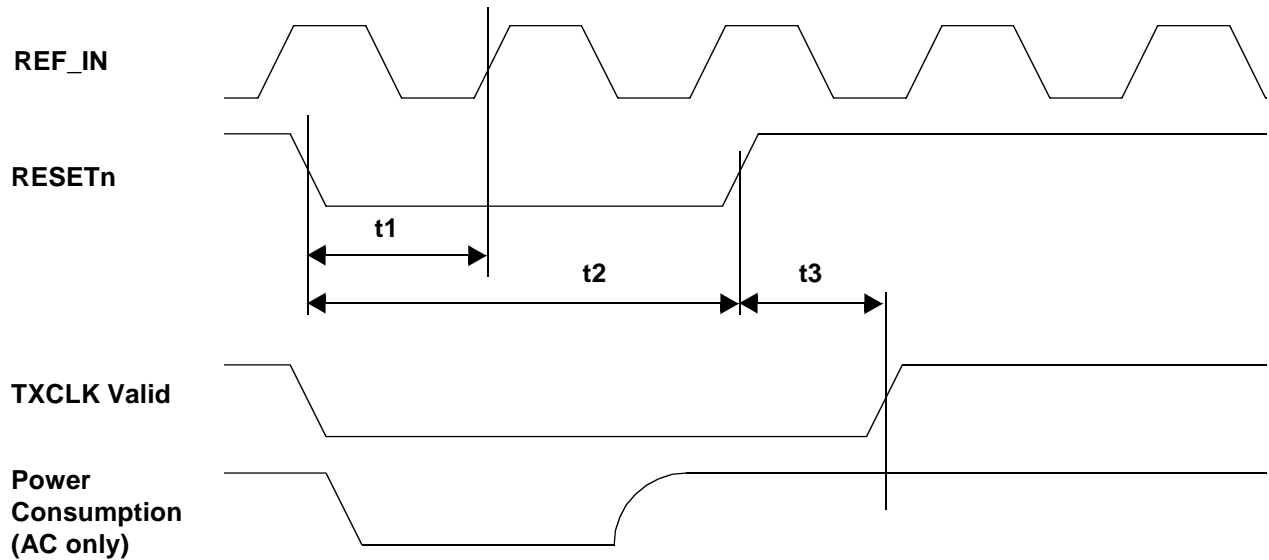 REF_IN
RESETn
t1
t2
t3
TXCLK Valid
Power
Consumption
(AC only)